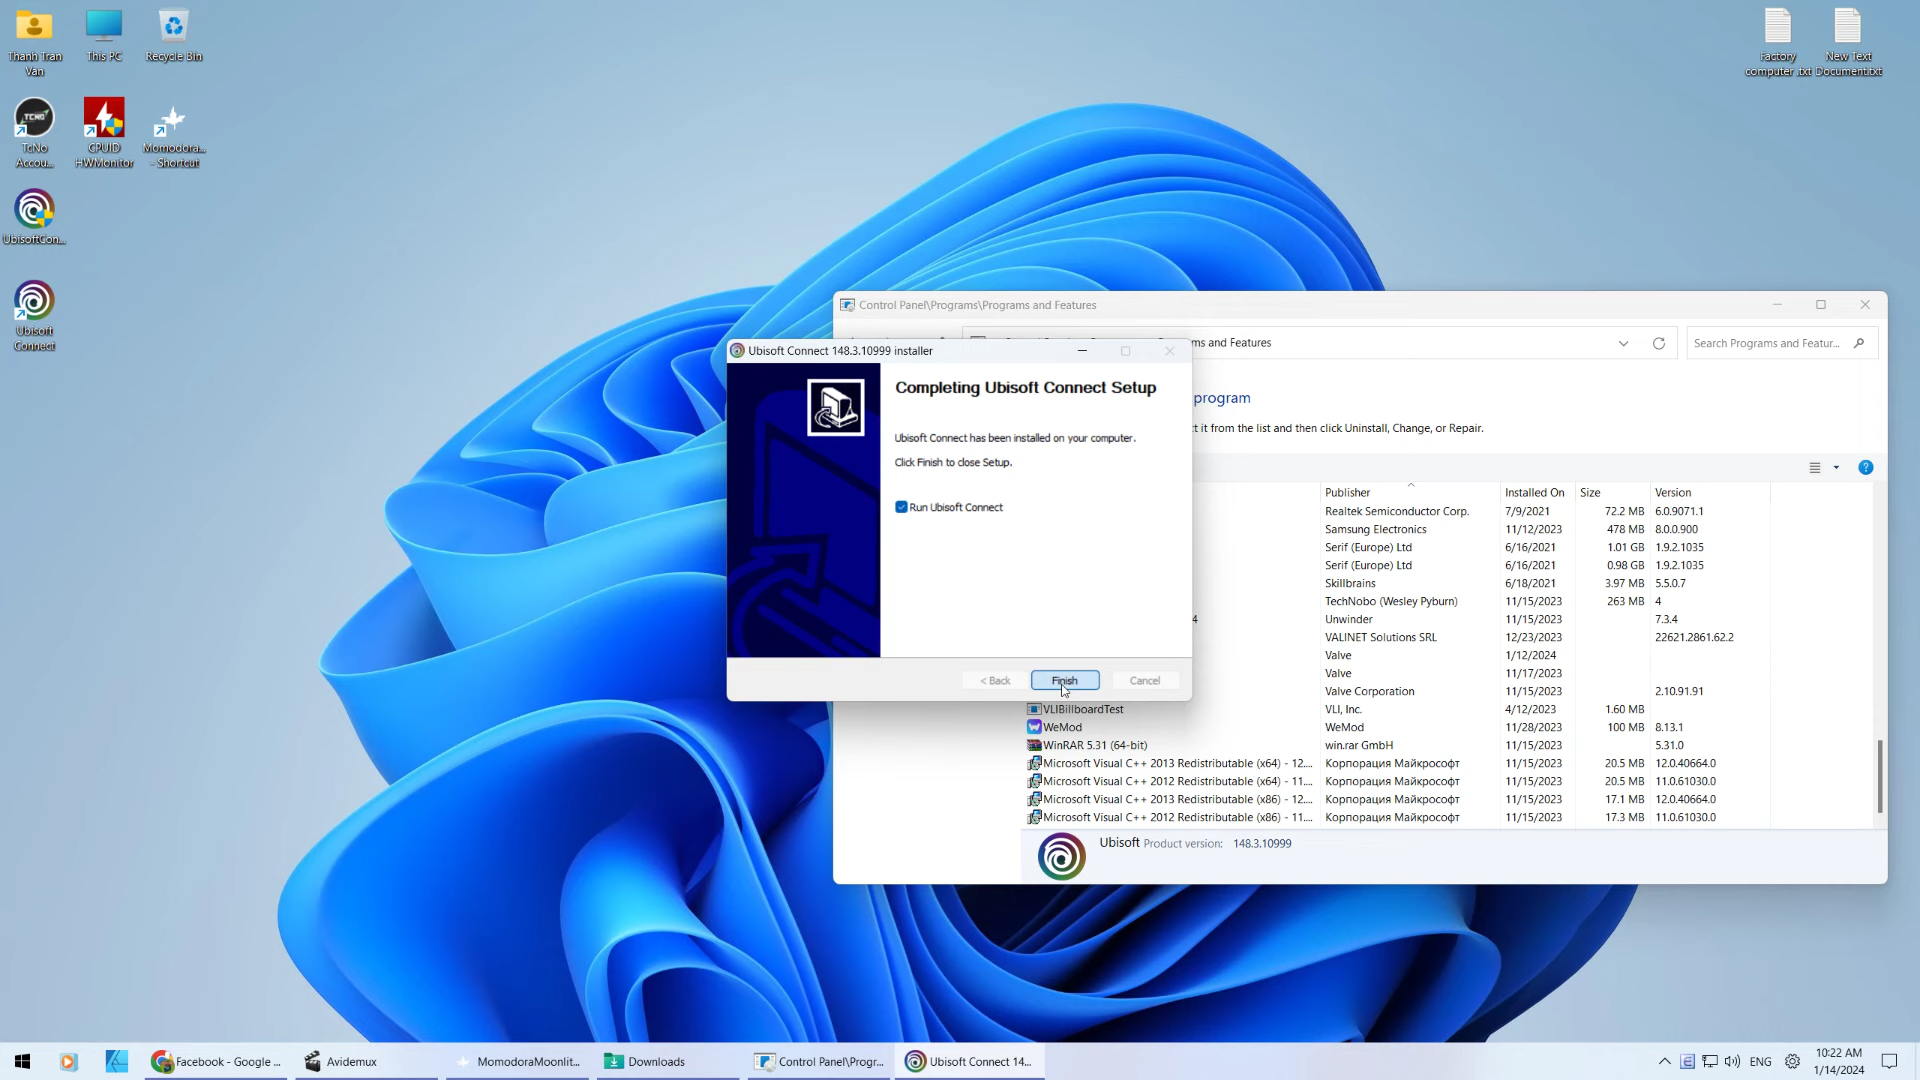 Thanh Tran Van
This PC
Recycle Bin
TcNo Accou...
CPUID HWMonitor
Momodora... - Shortcut
UbisoftCon...
Ubisoft Connect
Factory computer .txt
New Text Document.txt
Control Panel\Programs\Programs and Features
ms and Features
Search Programs and Featur...
program
t it from the list and then click Uninstall, Change, or Repair.
Ubisoft Connect 148.3.10999 installer
Completing Ubisoft Connect Setup
Ubisoft Connect has been installed on your computer.
Click Finish to close Setup.
Run Ubisoft Connect
< Back
Finish
Cancel
Publisher Installed On Size Version
Realtek Semiconductor Corp. 7/9/2021 72.2 MB 6.0.9071.1
Samsung Electronics 11/12/2023 478 MB 8.0.0.900
Serif (Europe) Ltd 6/16/2021 1.01 GB 1.9.2.1035
Serif (Europe) Ltd 6/16/2021 0.98 GB 1.9.2.1035
Skillbrains 6/18/2021 3.97 MB 5.5.0.7
TechNobo (Wesley Pyburn) 11/15/2023 263 MB 4
4 Unwinder 11/15/2023 7.3.4
VALINET Solutions SRL 12/23/2023 22621.2861.62.2
Valve 1/12/2024
Valve 11/17/2023
Valve Corporation 11/15/2023 2.10.91.91
VLIBillboardTest VLI, Inc. 4/12/2023 1.60 MB
WeMod WeMod 11/28/2023 100 MB 8.13.1
WinRAR 5.31 (64-bit) win.rar GmbH 11/15/2023 5.31.0
Microsoft Visual C++ 2013 Redistributable (x64) - 12.... Корпорация Майкрософт 11/15/2023 20.5 MB 12.0.40664.0
Microsoft Visual C++ 2012 Redistributable (x64) - 11.... Корпорация Майкрософт 11/15/2023 20.5 MB 11.0.61030.0
Microsoft Visual C++ 2013 Redistributable (x86) - 12.... Корпорация Майкрософт 11/15/2023 17.1 MB 12.0.40664.0
Microsoft Visual C++ 2012 Redistributable (x86) - 11.... Корпорация Майкрософт 11/15/2023 17.3 MB 11.0.61030.0
Ubisoft Product version: 148.3.10999
Facebook - Google ...
Avidemux
MomodoraMoonlit...
Downloads
Control Panel\Progr...
Ubisoft Connect 14...
ENG
10:22 AM
1/14/2024